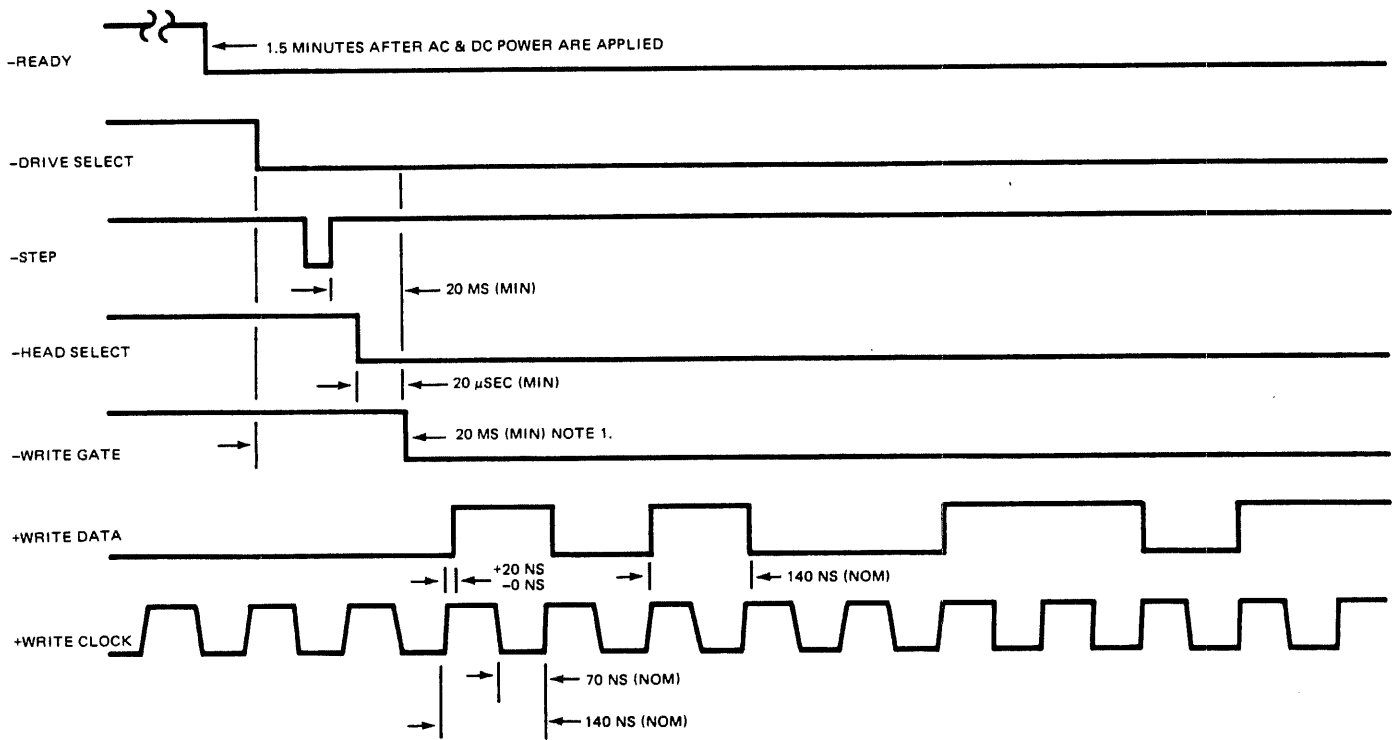 -READY
1.5 MINUTES AFTER AC & DC POWER ARE APPLIED
-DRIVE SELECT
-STEP
20 MS (MIN)
-HEAD SELECT
20 μSEC (MIN)
-WRITE GATE
20 MS (MIN) NOTE 1.
+WRITE DATA
+20 NS
-0 NS
140 NS (NOM)
+WRITE CLOCK
70 NS (NOM)
140 NS (NOM)